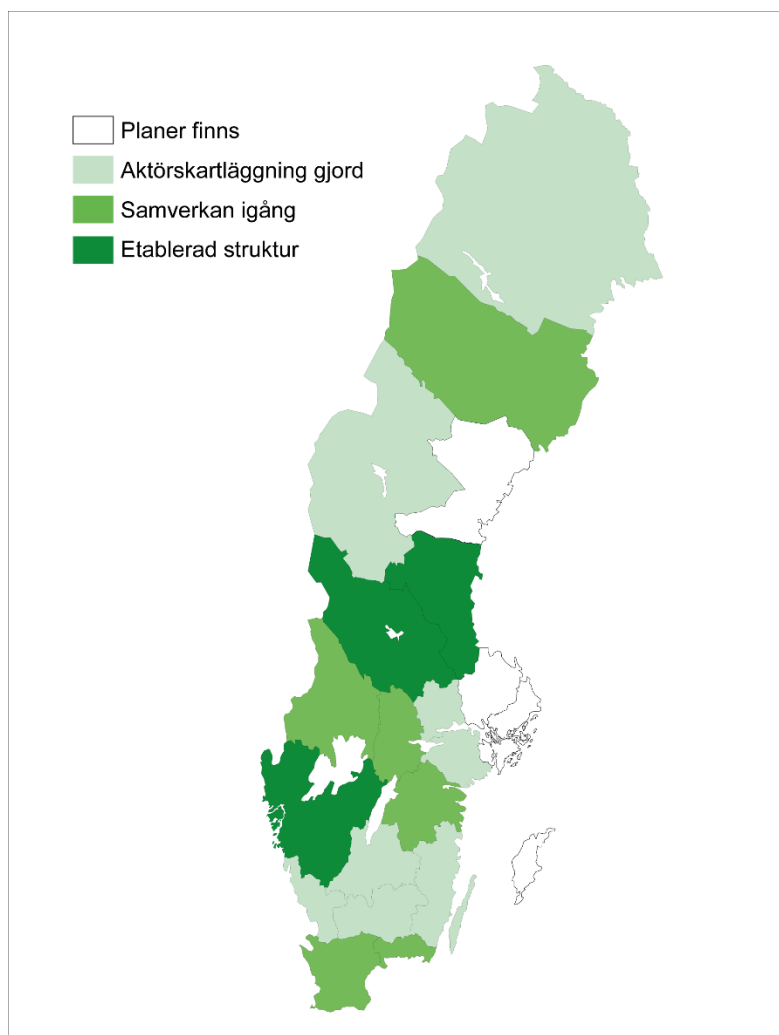 Planer finns
Aktörskartläggning gjord
Samverkan igång
Etablerad struktur